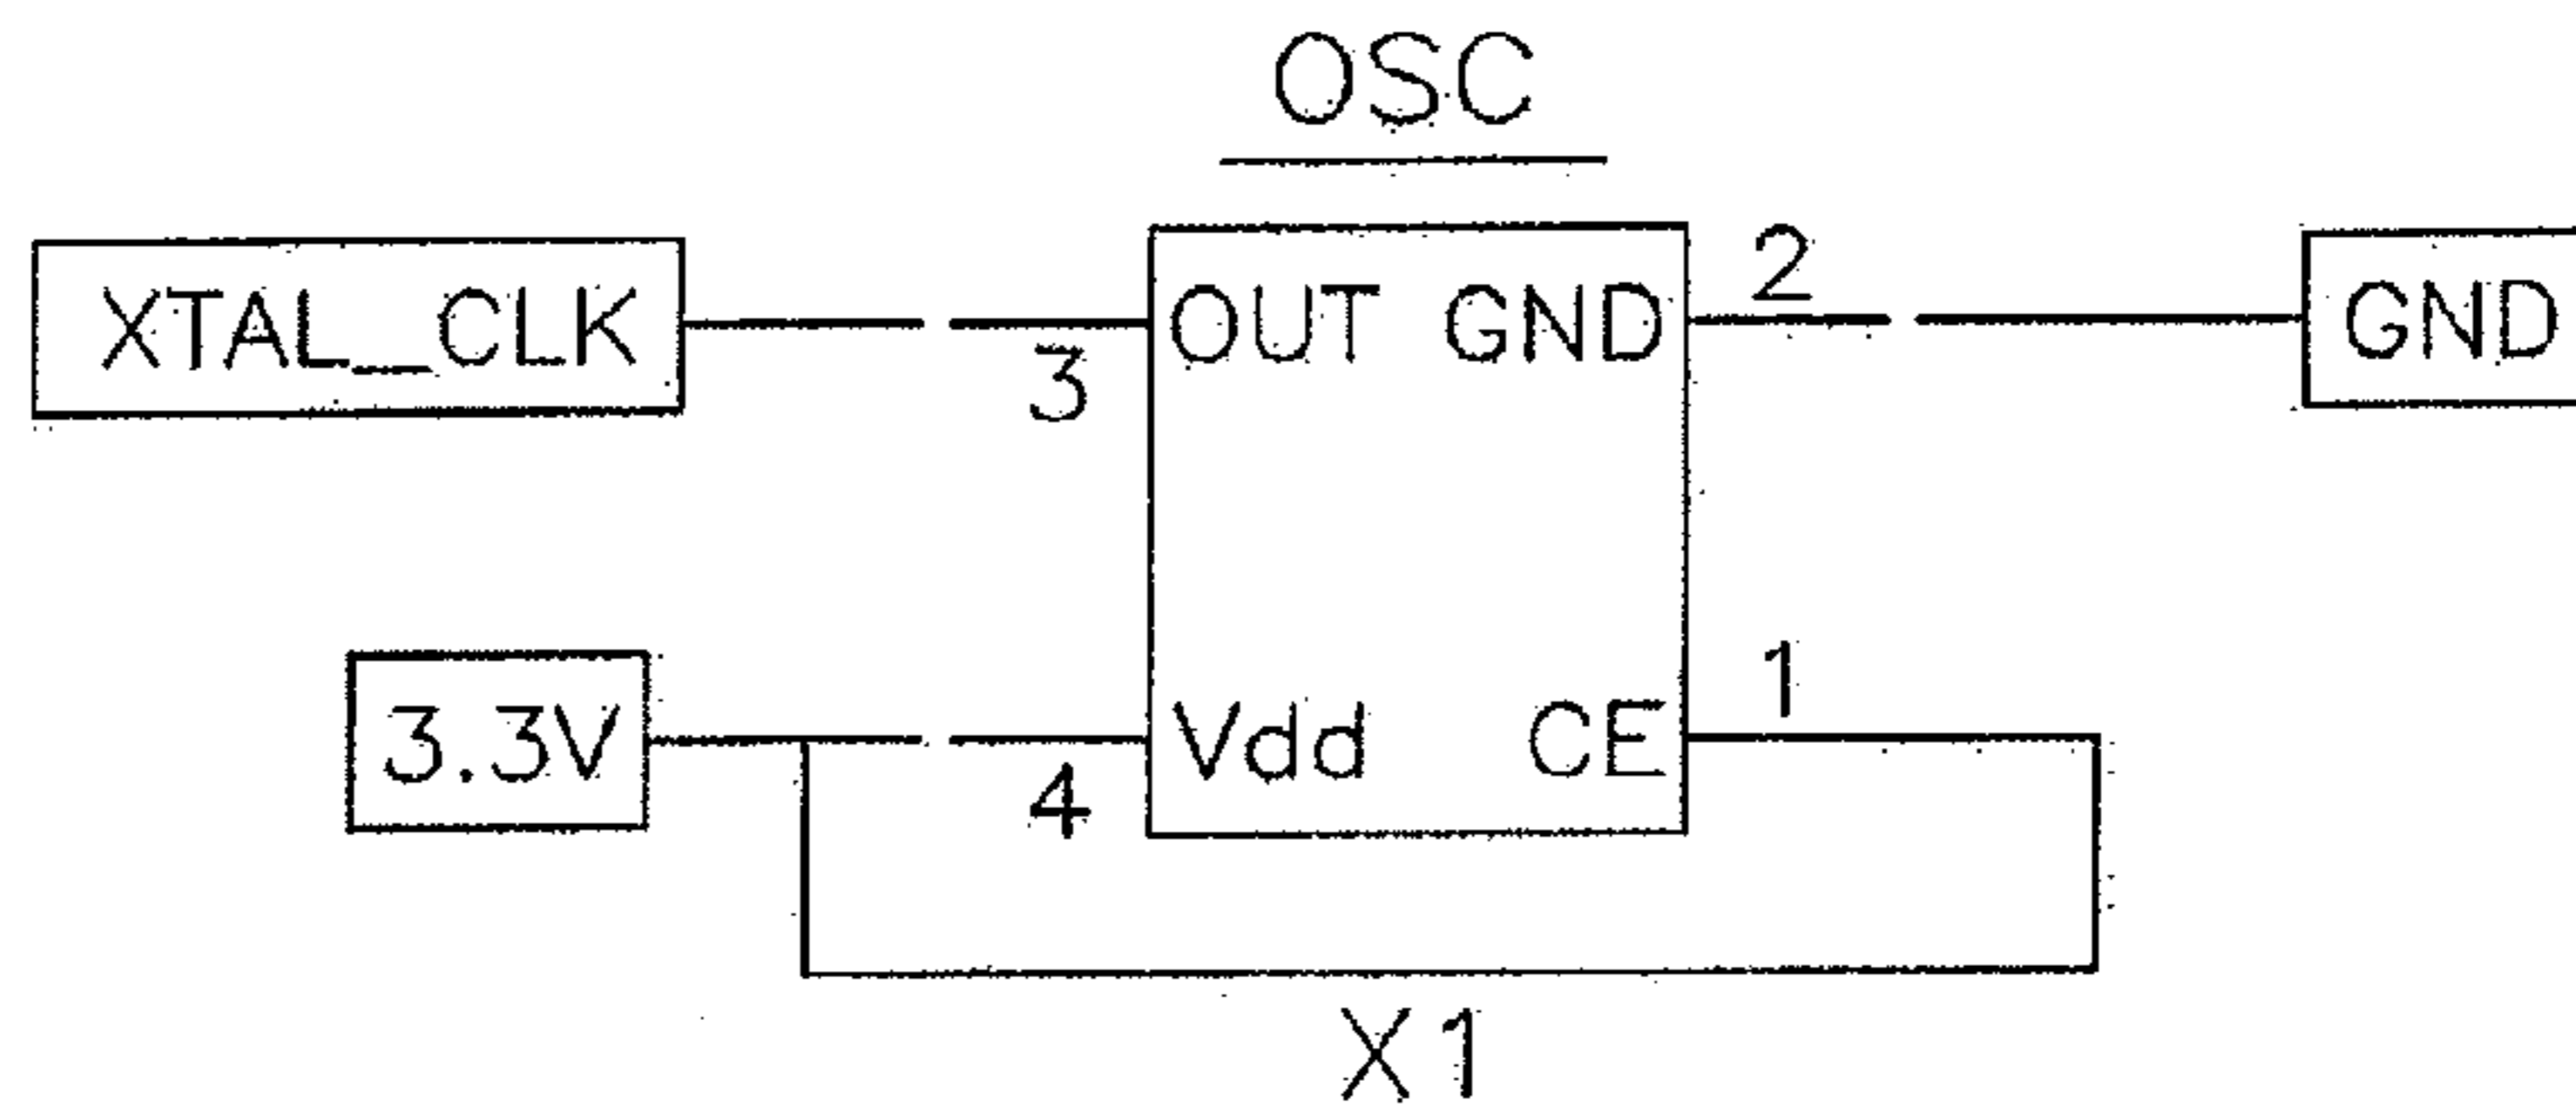 OSC
XTAL_CLK OUT GND 2 GND
3
3.3V Vdd CE 1
4
X1